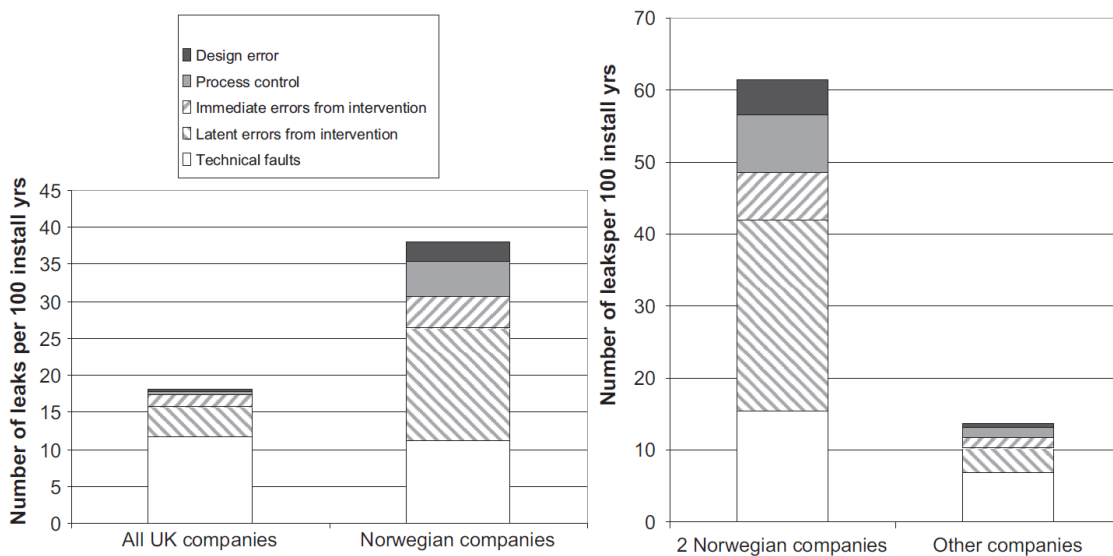 Design error
Process control
Immediate errors from intervention
Latent errors from intervention
Technical faults
Number of leaks per 100 install yrs
45
40
35
30
25
20
15
10
5
0
All UK companies Norwegian companies
Number of leaksper 100 install yrs
70
60
50
40
30
20
10
0
2 Norwegian companies Other companies